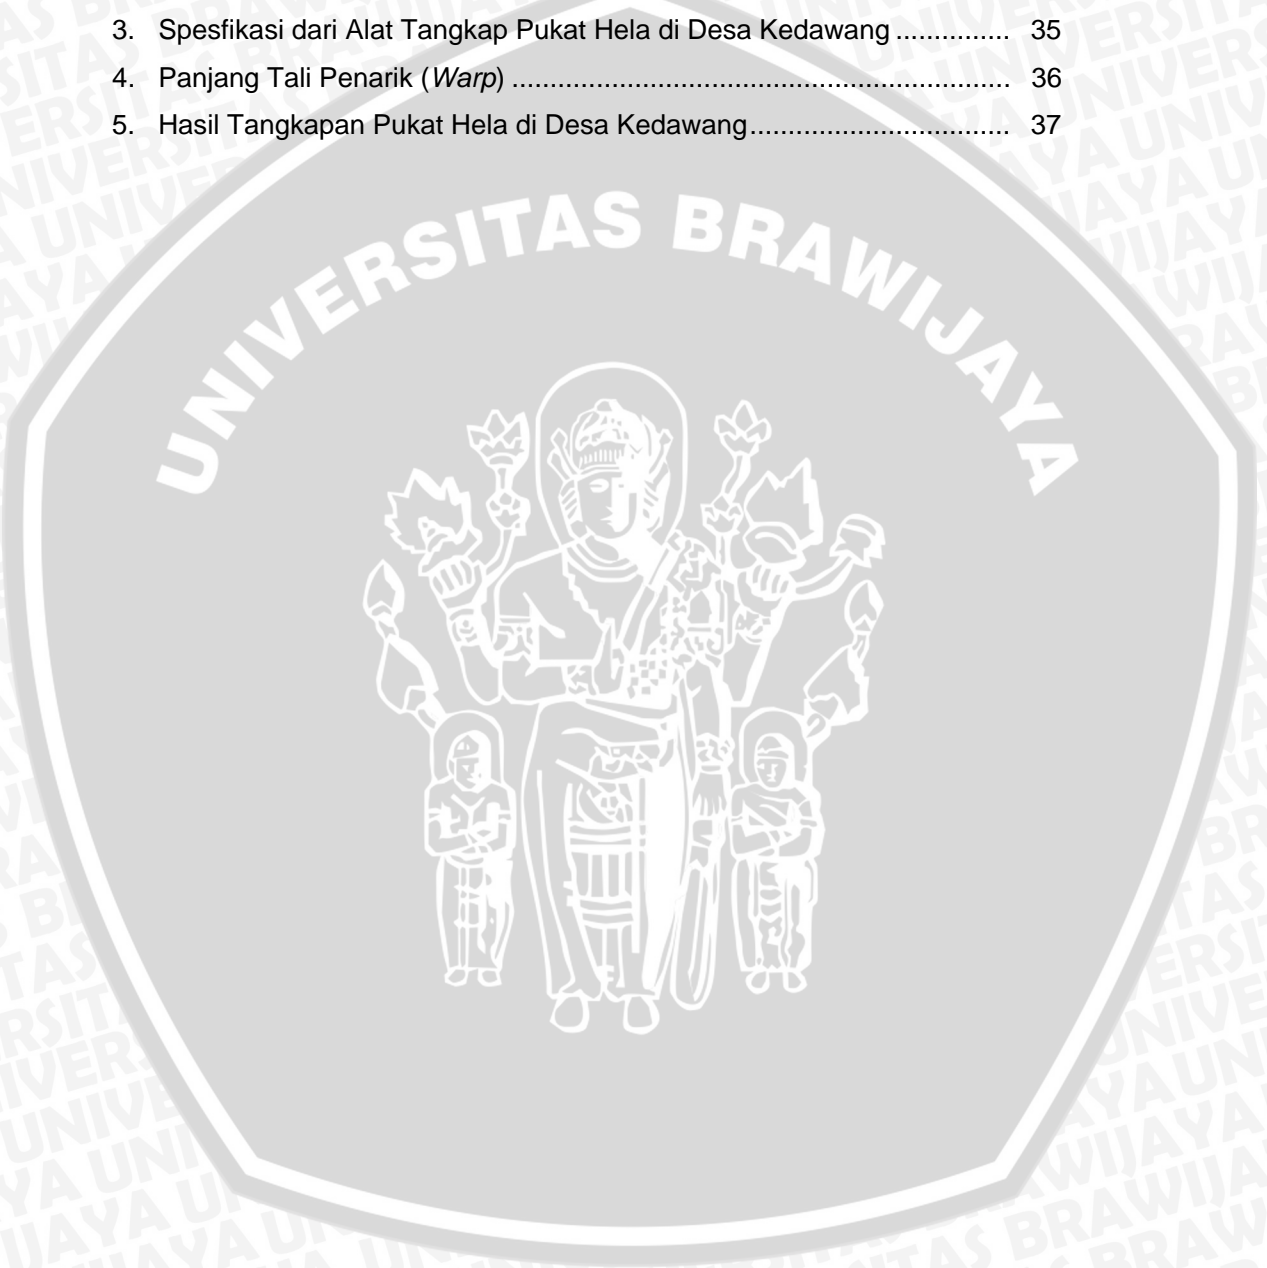 3. Spesfikasi dari Alat Tangkap Pukat Hela di Desa Kedawang ............... 35
4. Panjang Tali Penarik (Warp) ................................................................. 36
5. Hasil Tangkapan Pukat Hela di Desa Kedawang.................................. 37
UNIVERSITAS BRAWIJAYA